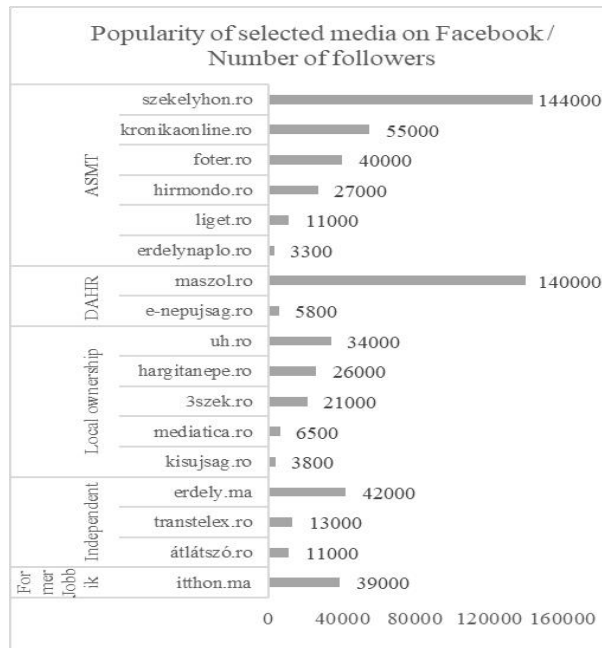 Popularity of selected media on Facebook /
Number of followers
ASMT
szekelyhon.ro 144000
kronikaonline.ro 55000
foter.ro 40000
hirmondo.ro 27000
liget.ro 11000
erdelynaplo.ro 3300
DAHR
maszol.ro 140000
e-nepujsag.ro 5800
Local ownership
uh.ro 34000
hargitanepe.ro 26000
3szek.ro 21000
mediatica.ro 6500
kisujsag.ro 3800
Independent
erdely.ma 42000
transtelex.ro 13000
átlátszó.ro 11000
For
mer
Jobb
ik
itthon.ma 39000
0 40000 80000 120000 160000